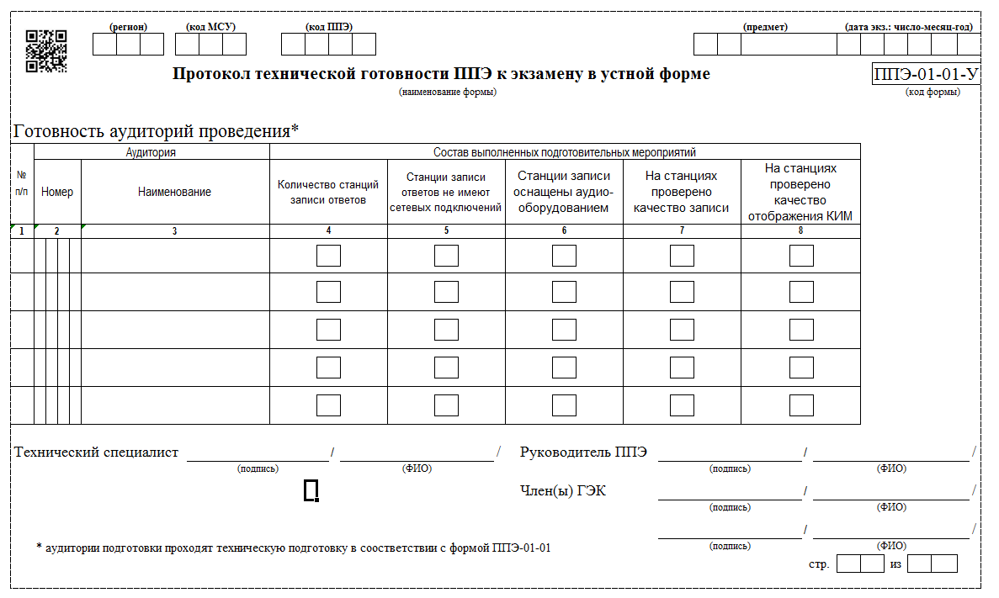 (регион) (код МСУ) (код ППЭ) (предмет) (дата экз.: число-месяц-год)
Протокол технической готовности ППЭ к экзамену в устной форме
ППЭ-01-01-У
(наименование формы)
(код формы)
Готовность аудиторий проведения*
№ п/п
Аудитория
Состав выполненных подготовительных мероприятий
Номер
Наименование
Количество станций
записи ответов
Станции записи
ответов не имеют
сетевых подключений
Станции записи
оснащены аудио-
оборудованием
На станциях
проверено
качество записи
На станциях
проверено
качество
отображения КИМ
1 2 3 4 5 6 7 8
Технический специалист / /
(подпись) (ФИО)
Руководитель ППЭ / /
(подпись) (ФИО)
Член(ы) ГЭК / /
(подпись) (ФИО)
/ /
(подпись) (ФИО)
* аудитории подготовки проходят техническую подготовку в соостветствии с формой ППЭ-01-01
стр. из